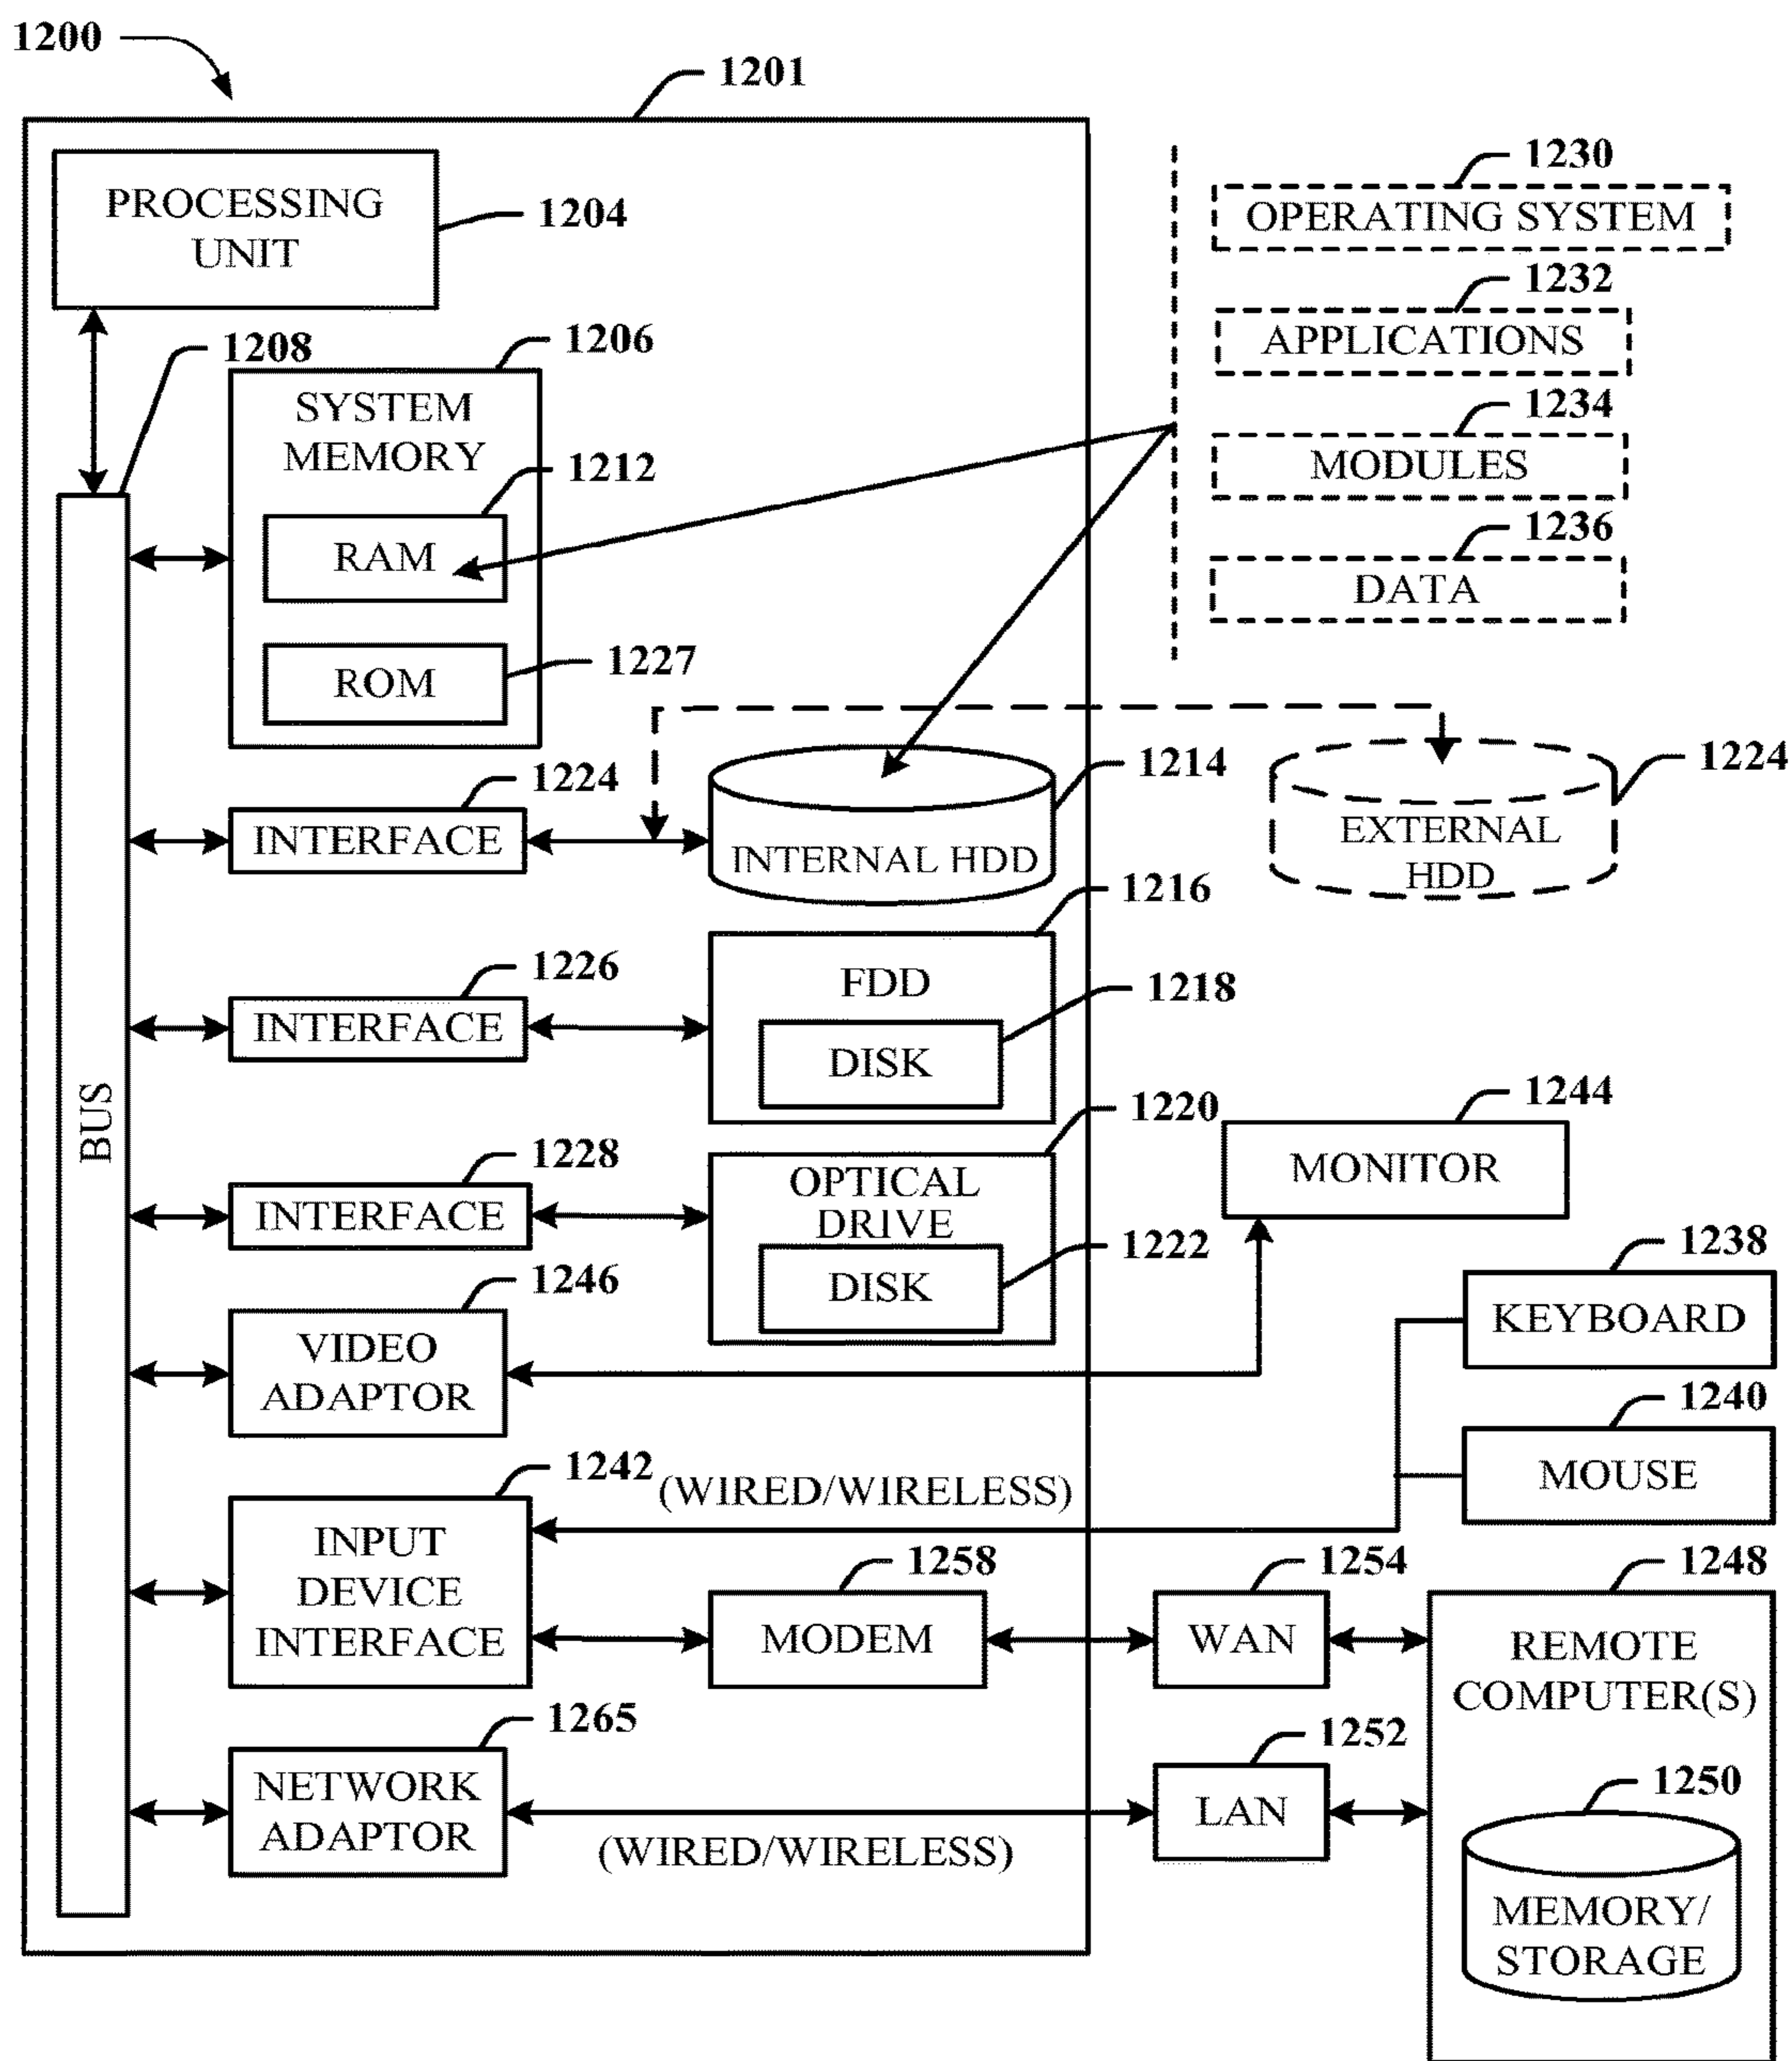 1200
1201
PROCESSING
UNIT
1204
1230
OPERATING SYSTEM
1232
APPLICATIONS
1234
MODULES
1236
DATA
1208
1206
SYSTEM
MEMORY
1212
RAM
ROM
1227
1224
INTERFACE
1214
INTERNAL HDD
1224
EXTERNAL
HDD
1226
INTERFACE
1216
FDD
1218
DISK
BUS
1228
INTERFACE
1220
OPTICAL
DRIVE
1222
DISK
1244
MONITOR
1246
VIDEO
ADAPTOR
1238
KEYBOARD
1240
MOUSE
1242
(WIRED/WIRELESS)
INPUT
DEVICE
INTERFACE
1258
MODEM
1254
WAN
1248
REMOTE
COMPUTER(S)
1265
NETWORK
ADAPTOR
(WIRED/WIRELESS)
1252
LAN
1250
MEMORY/
STORAGE